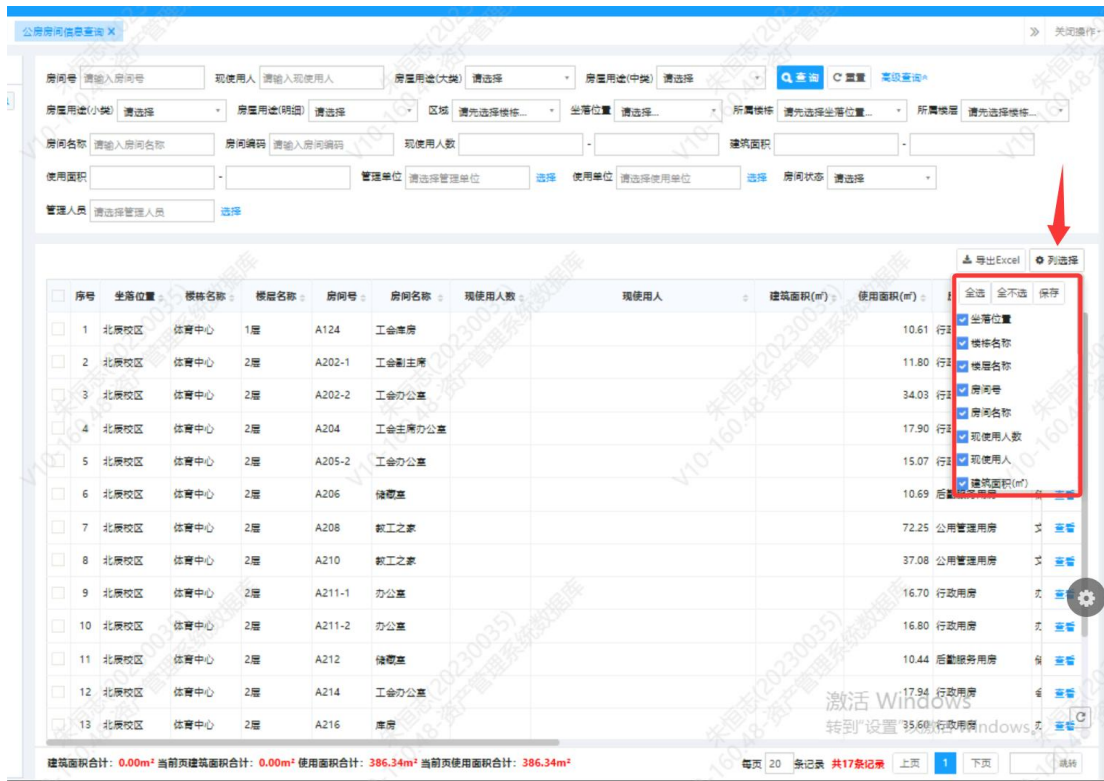 公房房间信息查询 X
关闭操作
房间号 请输入房间号 现使用人 请输入现使用人 房屋用途(大类) 请选择 房屋用途(中类) 请选择 查询 重置 高级查询
房屋用途(小类) 请选择 房屋用途(明细) 请选择 区域 请先选择楼栋... 坐落位置 请选择... 所属楼栋 请先选择坐落位置... 所属楼层 请先选择楼栋...
房间名称 请输入房间名称 房间编码 请输入房间编码 现使用人数 - 建筑面积 -
使用面积 - 管理单位 请选择管理单位 选择 使用单位 请选择使用单位 选择 房间状态 请选择
管理人员 请选择管理人员 选择
导出Excel 列选择
序号 坐落位置 楼栋名称 楼层名称 房间号 房间名称 现使用人数 现使用人 建筑面积(㎡) 使用面积(㎡)
全选 全不选 保存
坐落位置
楼栋名称
楼层名称
房间号
房间名称
现使用人数
现使用人
建筑面积(㎡)
1 北辰校区 体育中心 1层 A124 工会库房 10.61 行政
2 北辰校区 体育中心 2层 A202-1 工会副主席 11.80 行政
3 北辰校区 体育中心 2层 A202-2 工会办公室 34.03 行政
4 北辰校区 体育中心 2层 A204 工会主席办公室 17.90 行政
5 北辰校区 体育中心 2层 A205-2 工会办公室 15.07 行政
6 北辰校区 体育中心 2层 A206 储藏室 10.69 后勤服务用房 查看
7 北辰校区 体育中心 2层 A208 教工之家 72.25 公用管理用房 文 查看
8 北辰校区 体育中心 2层 A210 教工之家 37.08 公用管理用房 文 查看
9 北辰校区 体育中心 2层 A211-1 办公室 16.70 行政用房 查看
10 北辰校区 体育中心 2层 A211-2 办公室 16.80 行政用房 查看
11 北辰校区 体育中心 2层 A212 储藏室 10.44 后勤服务用房 储 查看
12 北辰校区 体育中心 2层 A214 工会办公室 17.94 行政用房 会 查看
13 北辰校区 体育中心 2层 A216 库房 35.60 行政用房 查看
激活 Windows
转到"设置"以激活 Windows。
建筑面积合计: 0.00m² 当前页建筑面积合计: 0.00m² 使用面积合计: 386.34m² 当前页使用面积合计: 386.34m²
每页 20 条记录 共17条记录 上页 1 下页 跳转